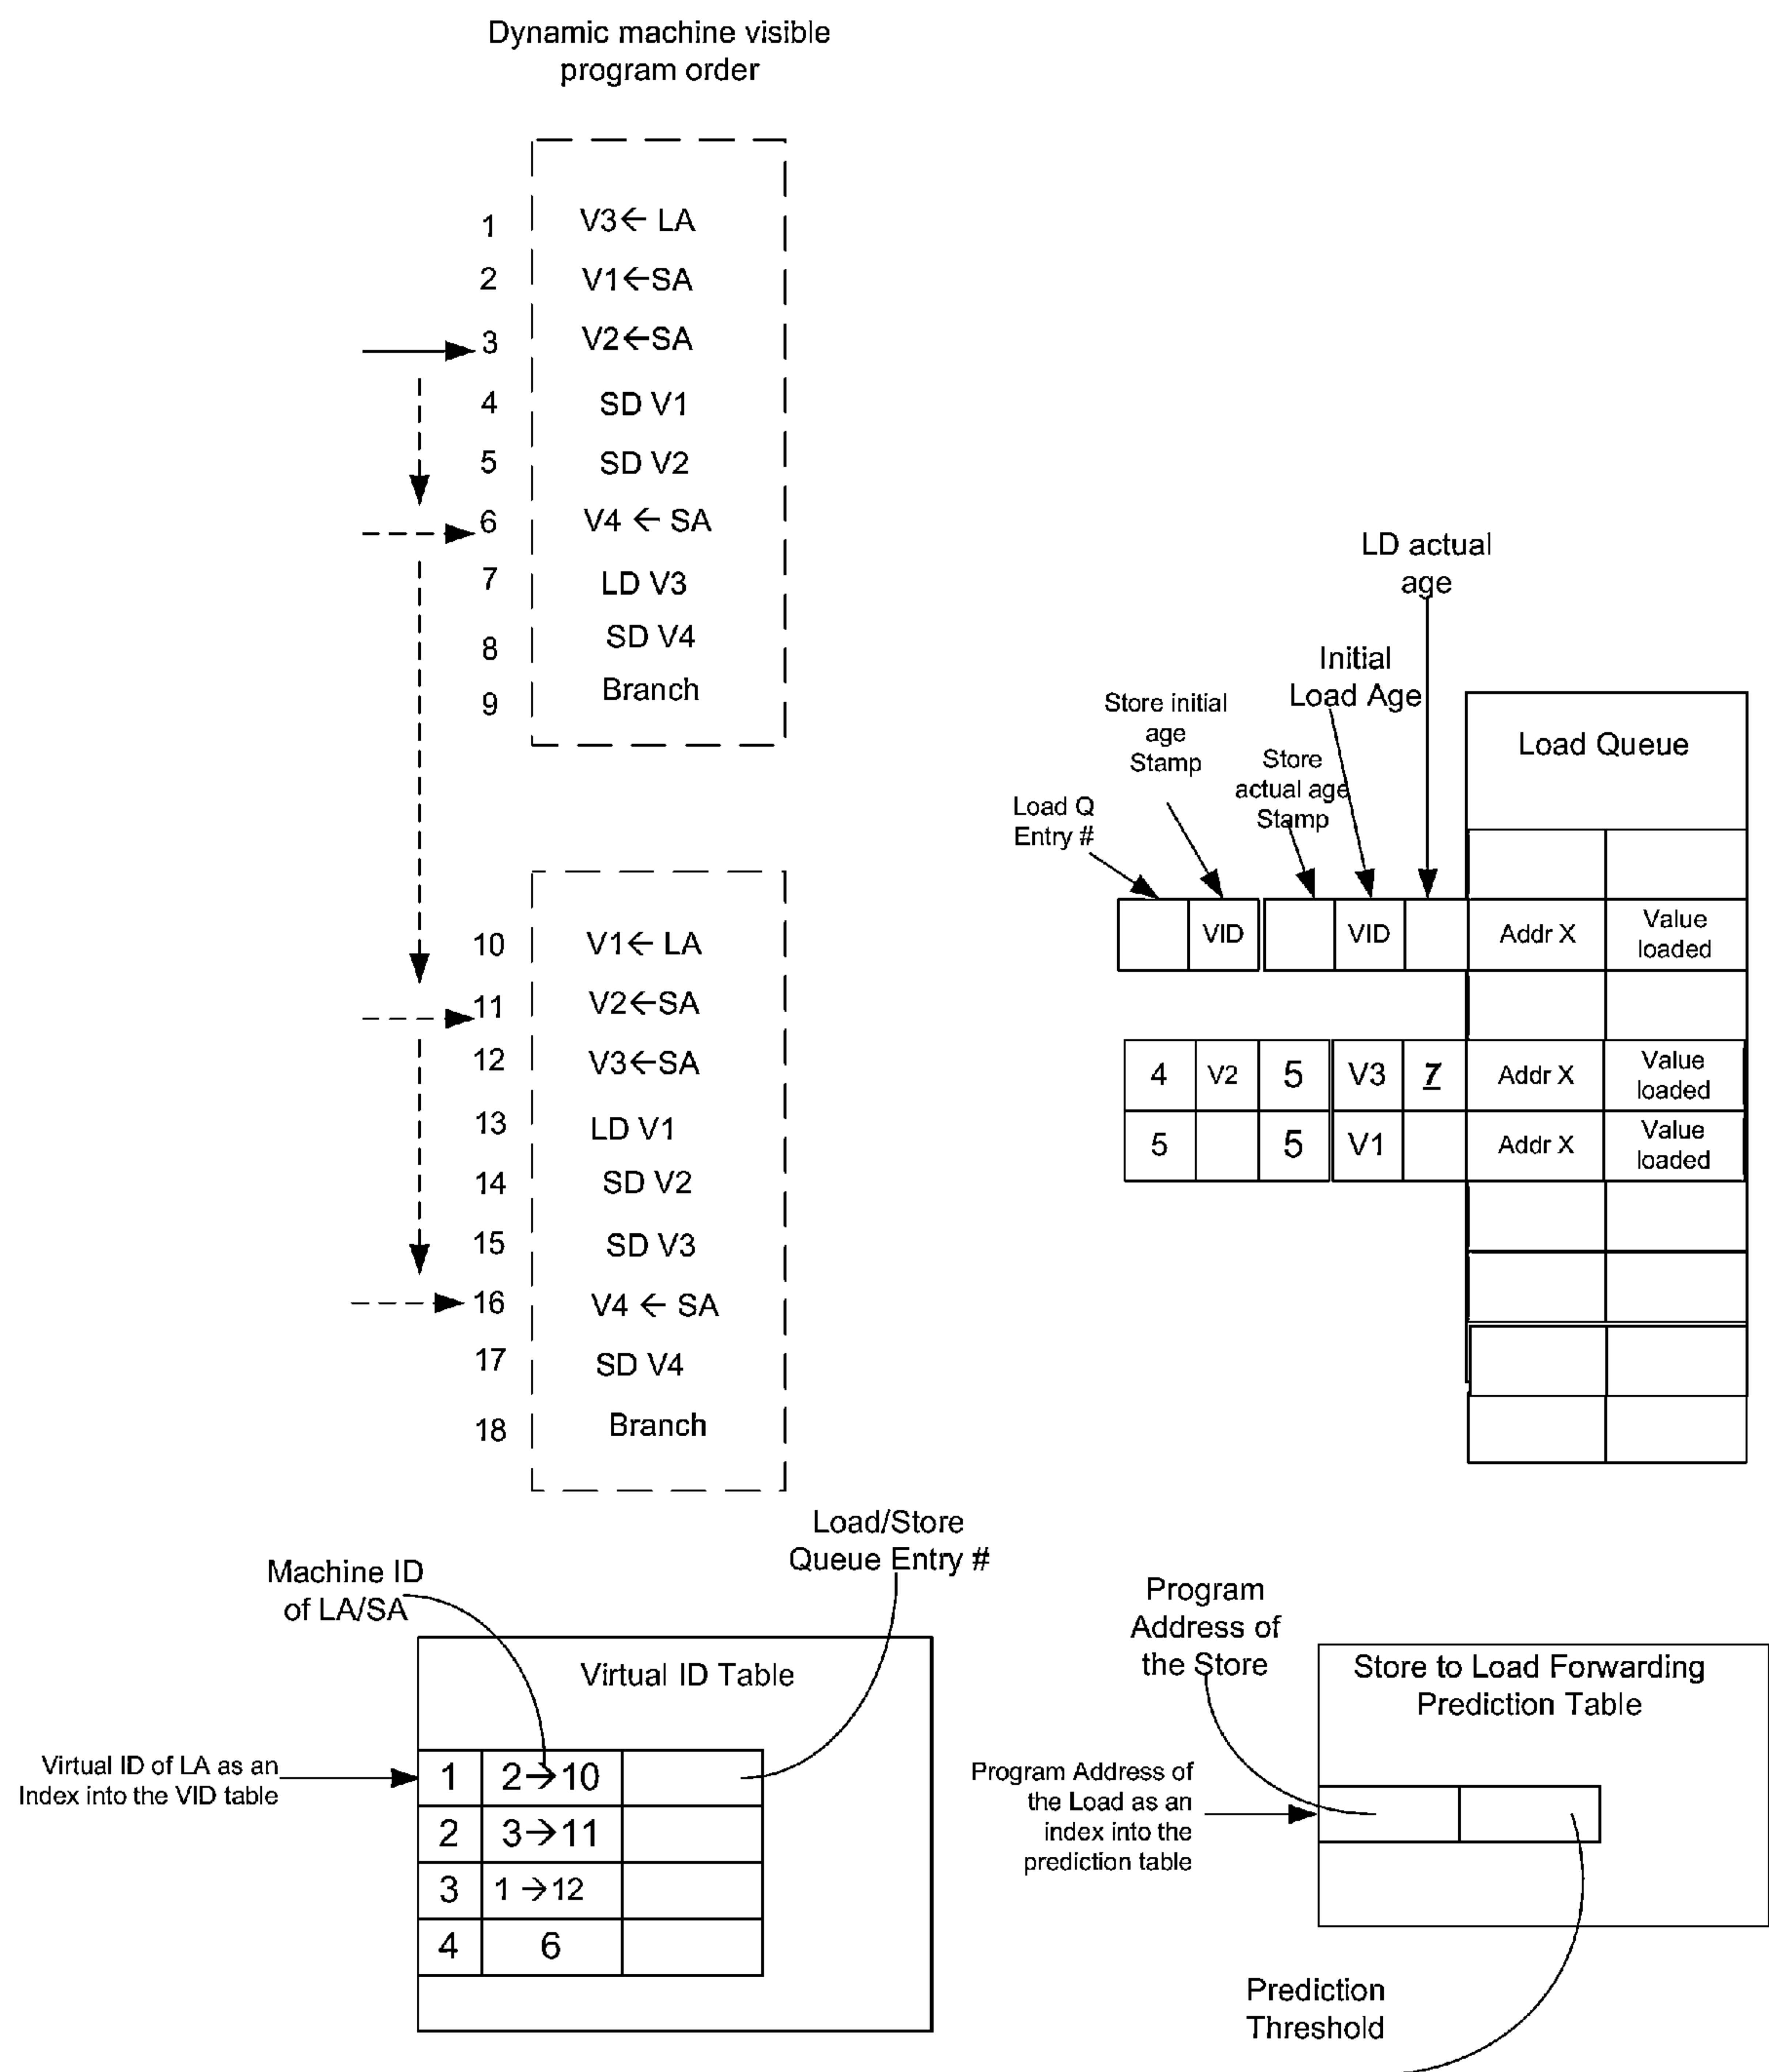 Dynamic machine visible
program order
1 V3← LA
2 V1←SA
3 V2←SA
4 SD V1
5 SD V2
6 V4 ← SA
7 LD V3
8 SD V4
9 Branch
10 V1← LA
11 V2←SA
12 V3←SA
13 LD V1
14 SD V2
15 SD V3
16 V4 ← SA
17 SD V4
18 Branch
LD actual
age
Initial
Load Age
Store initial
age
Stamp
Store
actual age
Stamp
Load Q
Entry #
Load Queue
VID VID Addr X Value
loaded
4 V2 5 V3 7 Addr X Value
loaded
5 5 V1 Addr X Value
loaded
Machine ID
of LA/SA
Load/Store
Queue Entry #
Virtual ID Table
Virtual ID of LA as an
Index into the VID table
1 2→10
2 3→11
3 1 →12
4 6
Program
Address of
the Store
Store to Load Forwarding
Prediction Table
Program Address of
the Load as an
index into the
prediction table
Prediction
Threshold